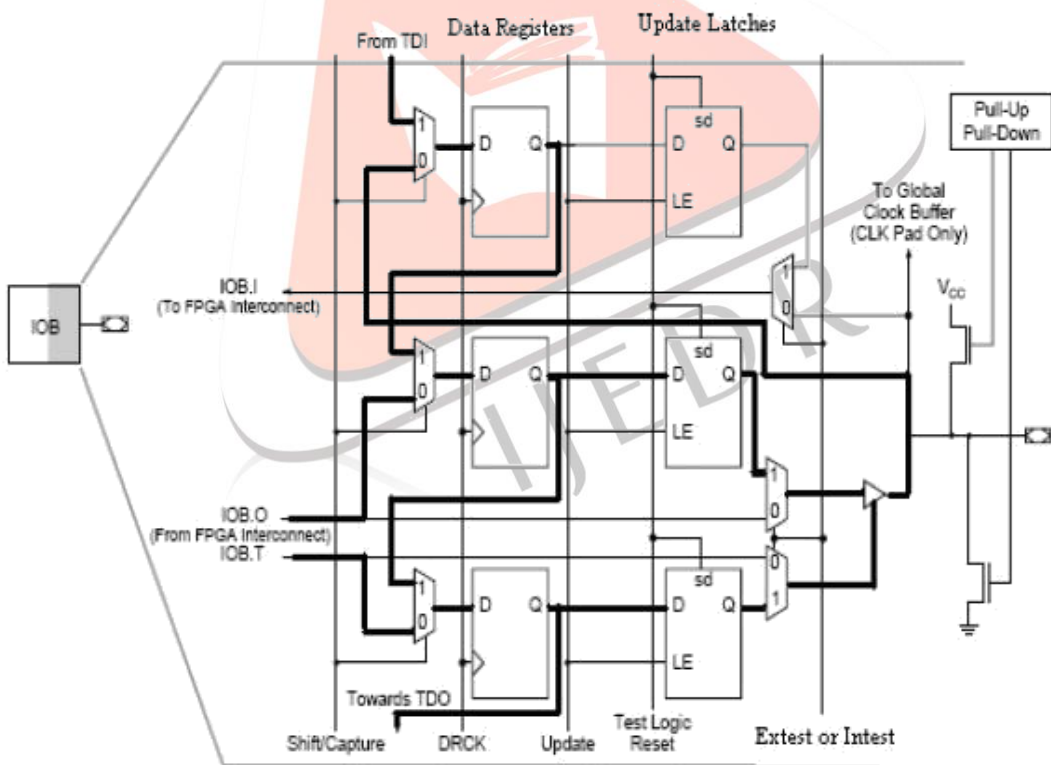 Data Registers
Update Latches
From TDI
1
0
D
Q
sd
D
Q
LE
Pull-Up
Pull-Down
To Global
Clock Buffer
(CLK Pad Only)
IOB.I
(To FPGA Interconnect)
1
0
VCC
IOB
1
0
D
Q
sd
D
Q
LE
IJEDR
1
0
IOB.O
(From FPGA Interconnect)
IOB.T
0
1
1
0
D
Q
sd
D
Q
LE
Towards TDO
Shift/Capture
DRCK
Update
Test Logic
Reset
Extest or Intest